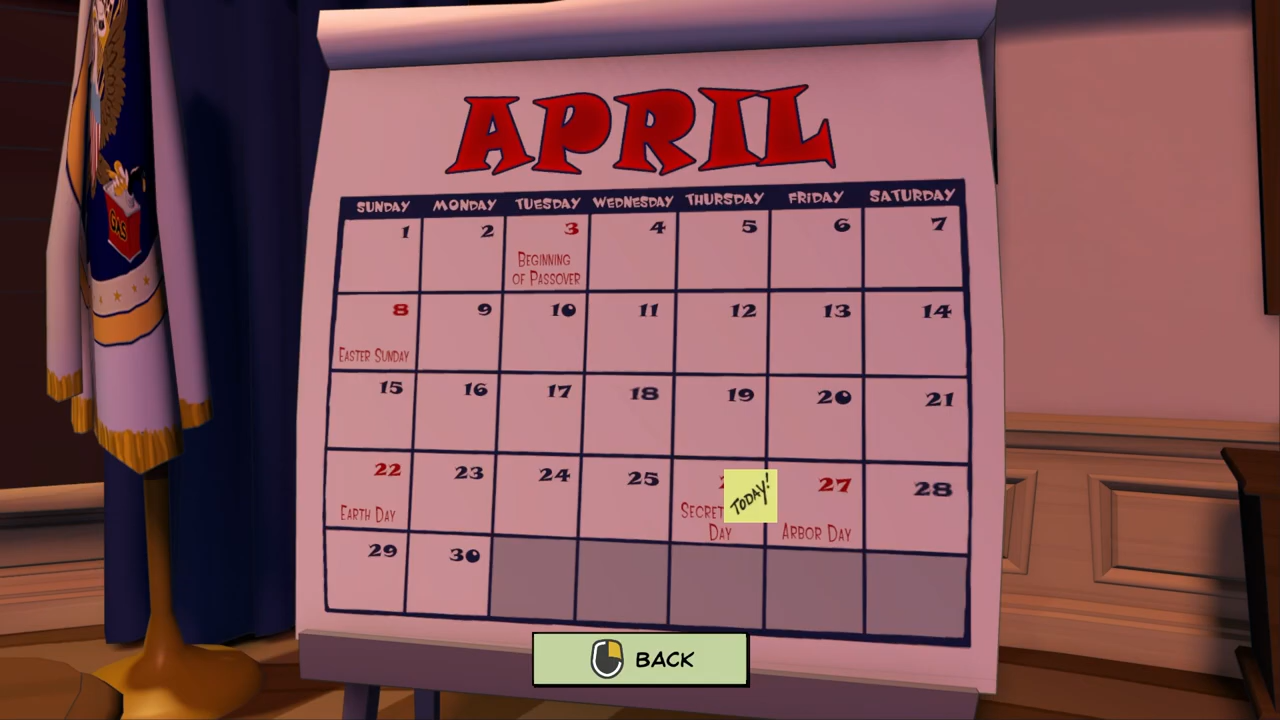 GAS
APRIL
SUNDAY MONDAY TUESDAY WEDNESDAY THURSDAY FRIDAY SATURDAY
1 2 3 4 5 6 7
BEGINNING
OF PASSOVER
8 9 10 11 12 13 14
EASTER SUNDAY
15 16 17 18 19 20 21
22 23 24 25 27 28
TODAY!
EARTH DAY
DAY
ARBOR DAY
29 30
BACK